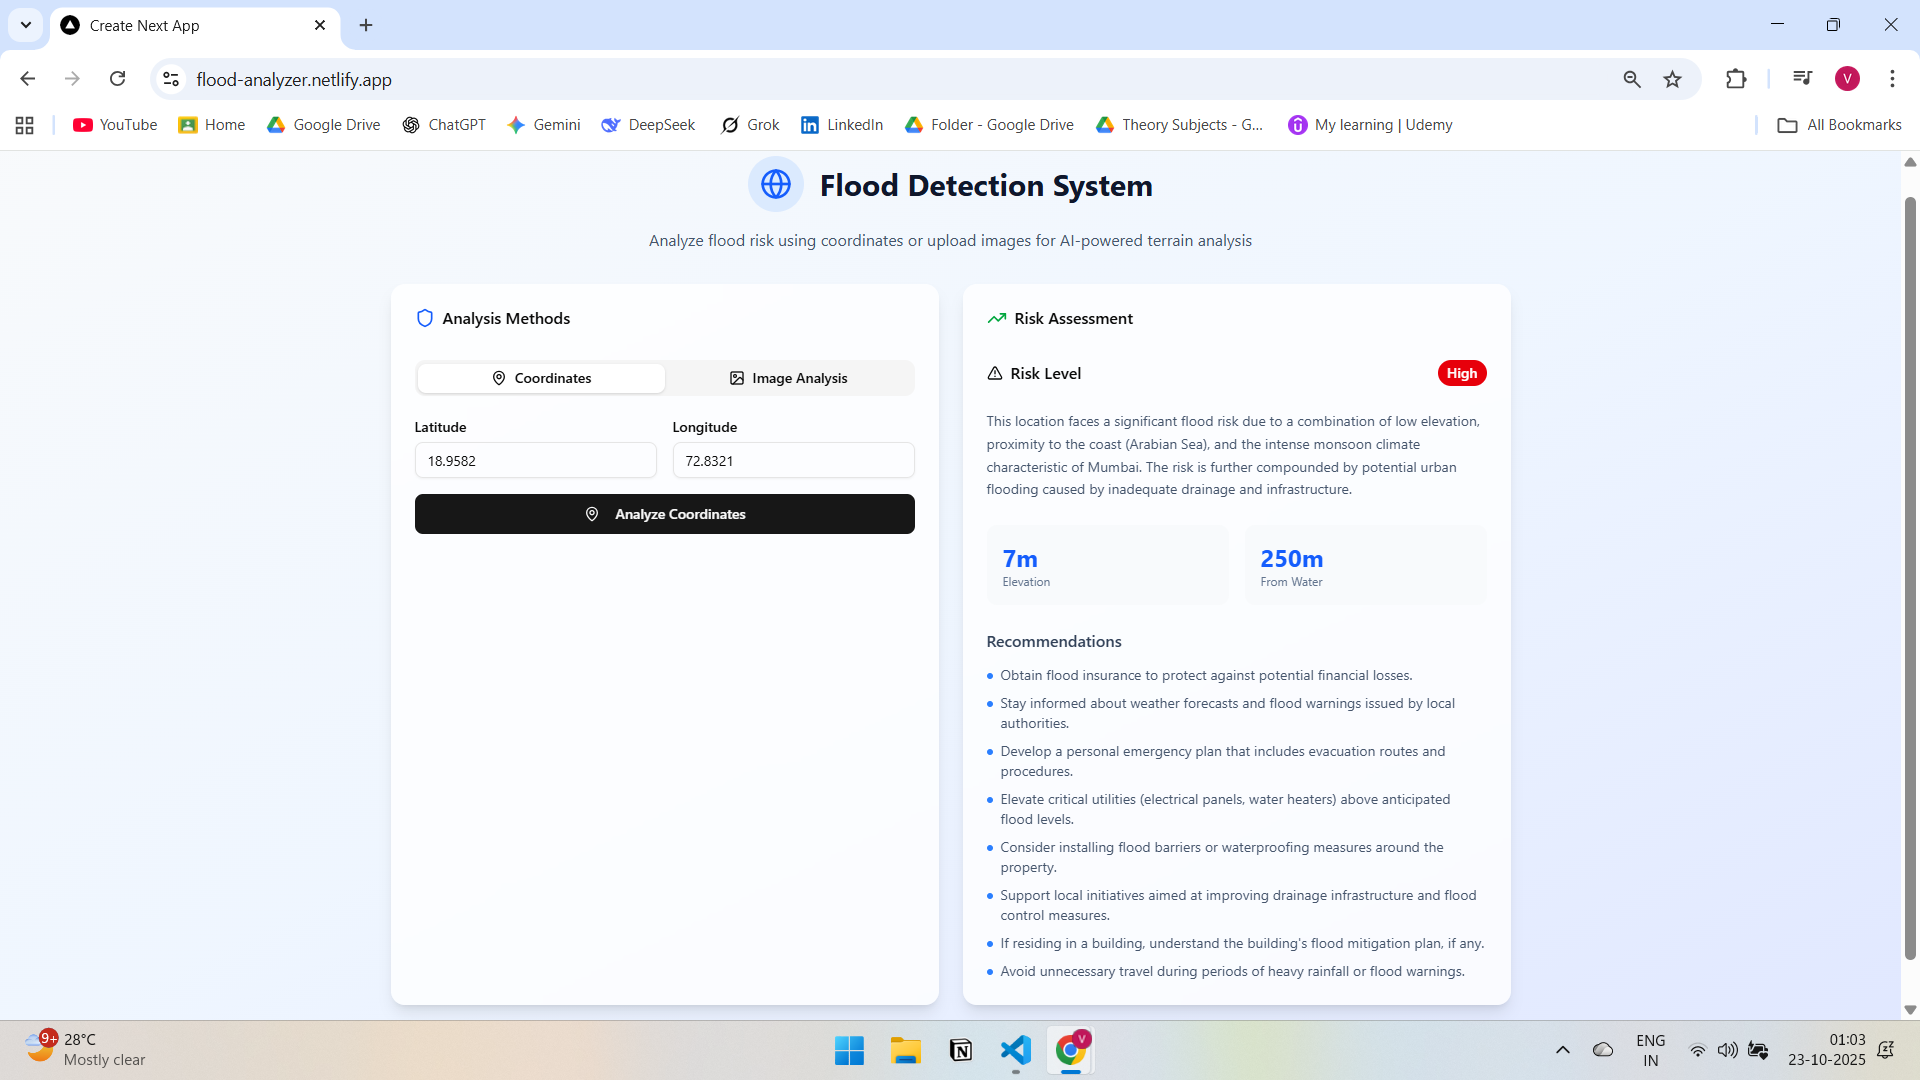 Create Next App
flood-analyzer.netlify.app
V
YouTube
Home
Google Drive
ChatGPT
Gemini
DeepSeek
Grok
LinkedIn
Folder - Google Drive
Theory Subjects - G...
My learning | Udemy
All Bookmarks
Flood Detection System
Analyze flood risk using coordinates or upload images for AI-powered terrain analysis
Analysis Methods
Coordinates
Image Analysis
Latitude
Longitude
18.9582
72.8321
Analyze Coordinates
Risk Assessment
Risk Level
High
This location faces a significant flood risk due to a combination of low elevation,
proximity to the coast (Arabian Sea), and the intense monsoon climate
characteristic of Mumbai. The risk is further compounded by potential urban
flooding caused by inadequate drainage and infrastructure.
7m
Elevation
250m
From Water
Recommendations
Obtain flood insurance to protect against potential financial losses.
Stay informed about weather forecasts and flood warnings issued by local
authorities.
Develop a personal emergency plan that includes evacuation routes and
procedures.
Elevate critical utilities (electrical panels, water heaters) above anticipated
flood levels.
Consider installing flood barriers or waterproofing measures around the
property.
Support local initiatives aimed at improving drainage infrastructure and flood
control measures.
If residing in a building, understand the building's flood mitigation plan, if any.
Avoid unnecessary travel during periods of heavy rainfall or flood warnings.
9+
28°C
Mostly clear
V
ENG
IN
01:03
23-10-2025